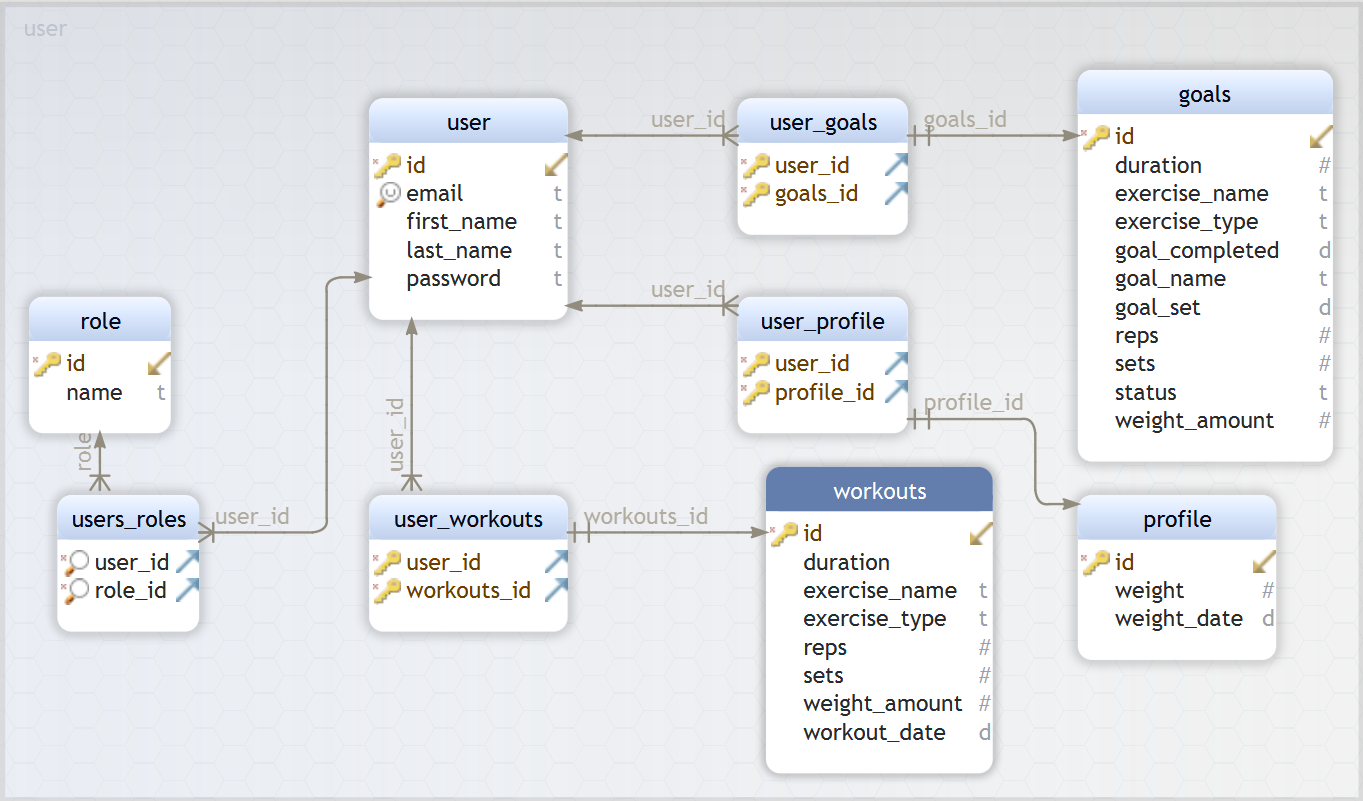 user
user
id
email t
first_name t
last_name t
password t
user_id
user_goals
user_id
goals_id
goals_id
goals
id
duration #
exercise_name t
exercise_type t
goal_completed d
goal_name t
goal_set d
reps #
sets #
status t
weight_amount #
role
id
name t
role
users_roles
user_id
role_id
user_id
user_id
user_workouts
user_id
workouts_id
workouts_id
user_id
user_profile
user_id
profile_id
profile_id
workouts
id
duration
exercise_name t
exercise_type t
reps #
sets #
weight_amount #
workout_date d
profile
id
weight #
weight_date d